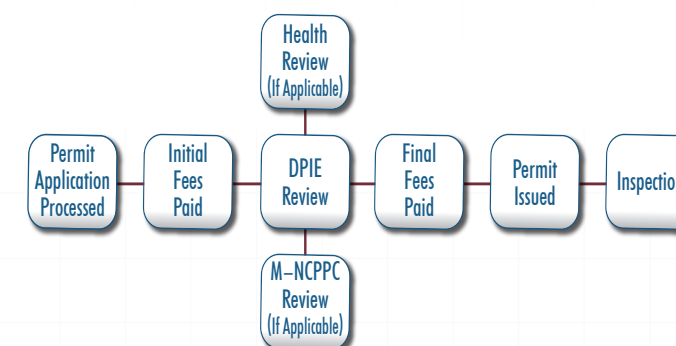 Health
Review
(If Applicable)
Permit
Application
Processed
Initial
Fees
Paid
DPIE
Review
Final
Fees
Paid
Permit
Issued
Inspectio
M–NCPPC
Review
(If Applicable)